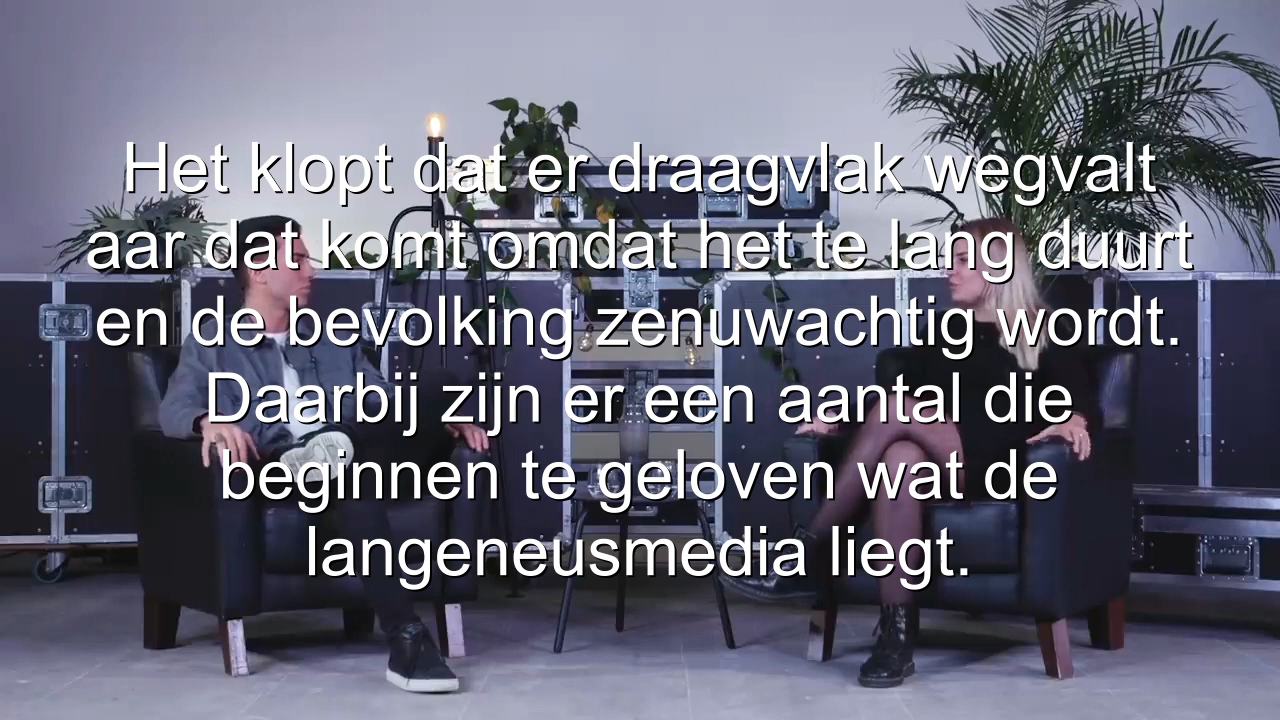 Het klopt dat er draagvlak wegvalt
aar dat komt omdat het te lang duurt
en de bevolking zenuwachtig wordt.
Daarbij zijn er een aantal die
beginnen te geloven wat de
langeneusmedia liegt.